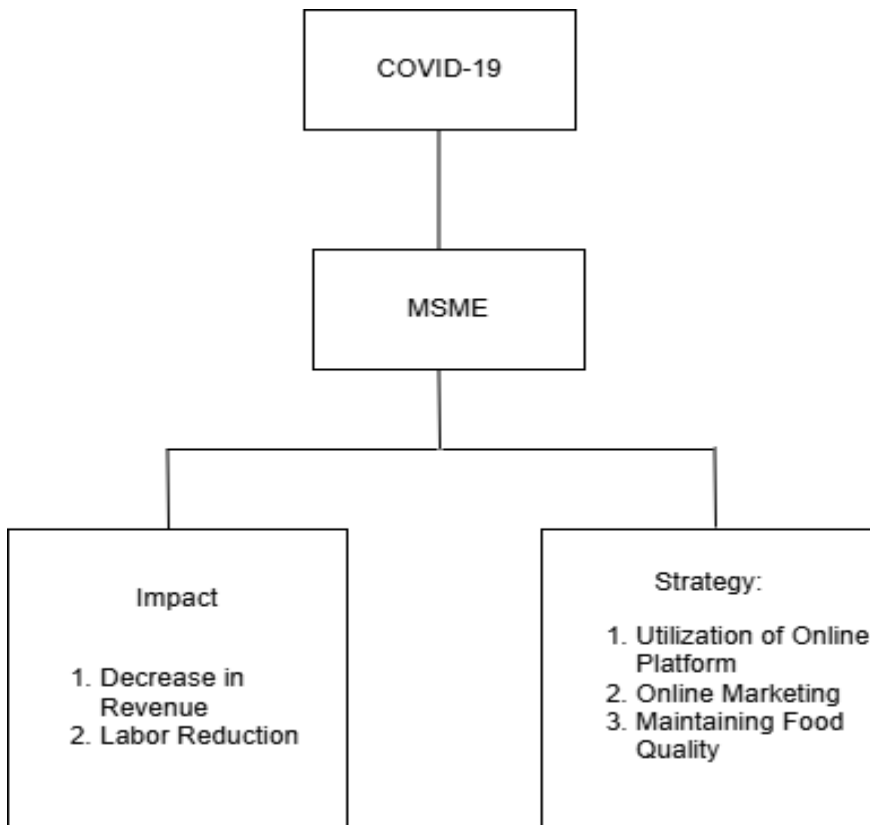 COVID-19
MSME
Impact
1. Decrease in
Revenue
2. Labor Reduction
Strategy:
1. Utilization of Online
Platform
2. Online Marketing
3. Maintaining Food
Quality